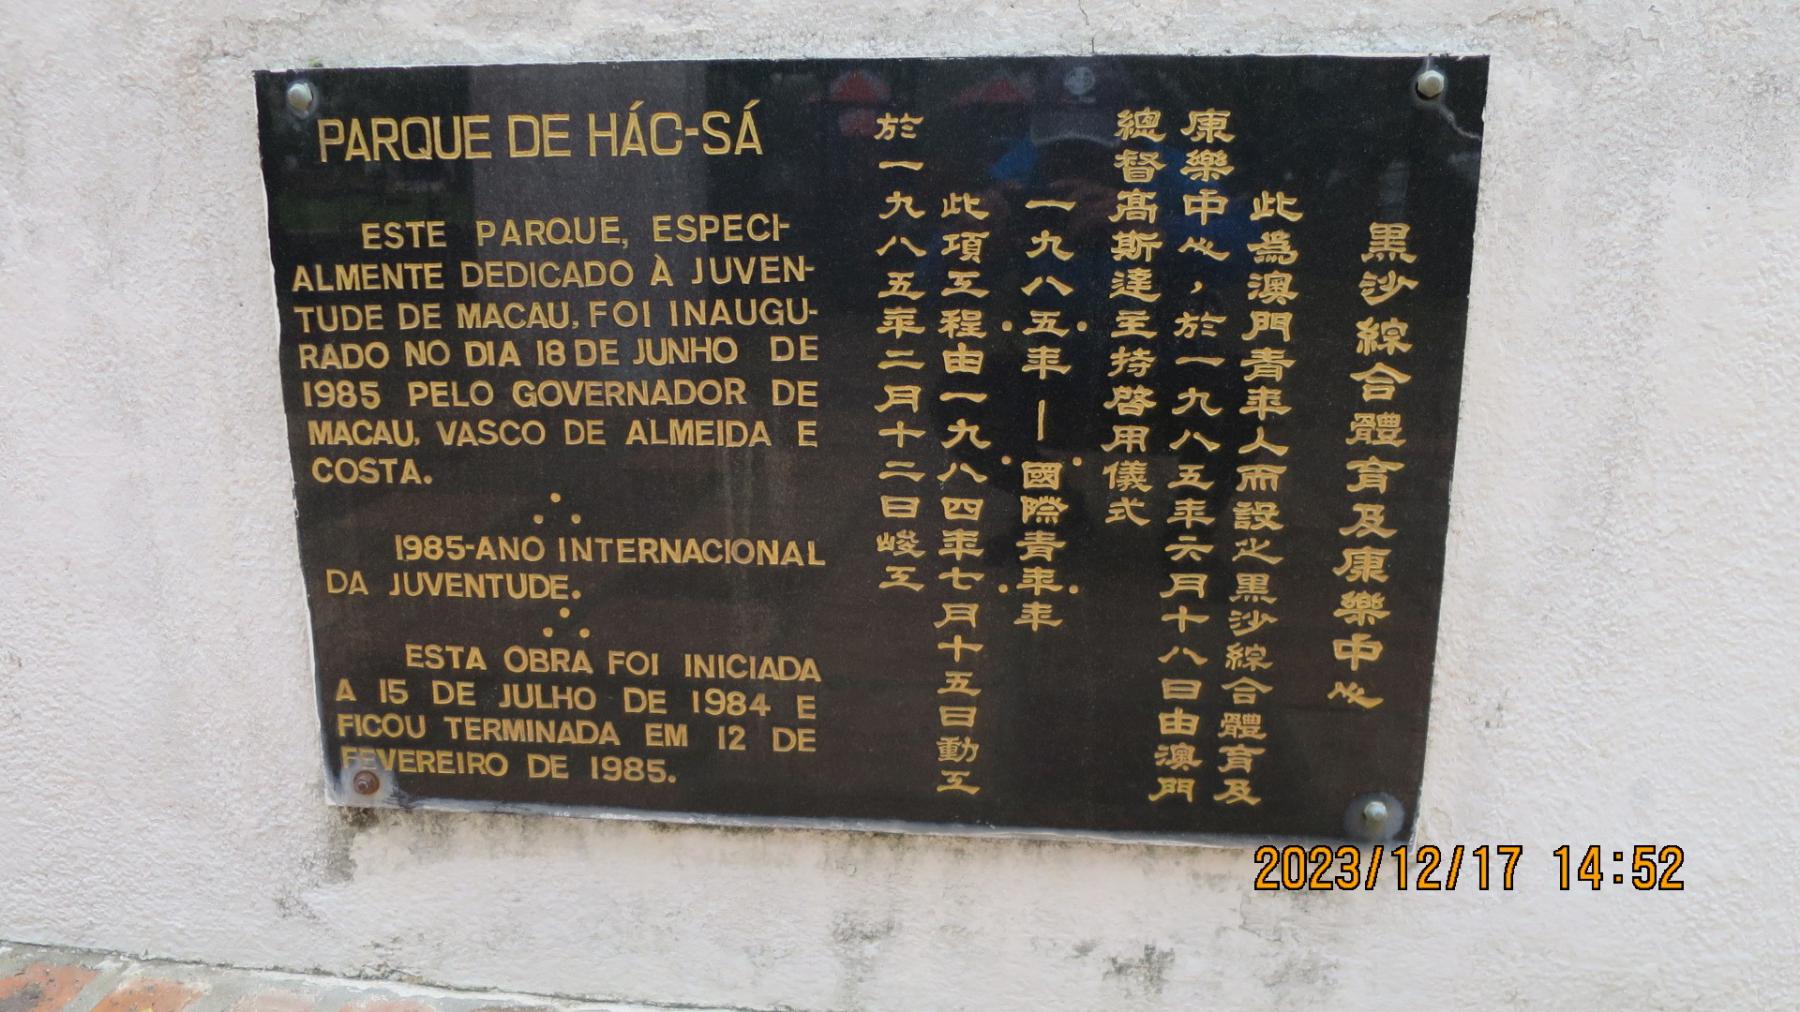 PARQUE DE HÁC-SÁ
ESTE PARQUE, ESPECI-
ALMENTE DEDICADO À JUVEN-
TUDE DE MACAU, FOI INAUGU-
RADO NO DIA 18 DE JUNHO DE
1985 PELO GOVERNADOR DE
MACAU, VASCO DE ALMEIDA E
COSTA.
1985-ANO INTERNACIONAL
DA JUVENTUDE.
ESTA OBRA FOI INICIADA
A 15 DE JULHO DE 1984 E
FICOU TERMINADA EM 12 DE
FEVEREIRO DE 1985.
黑沙綜合體育及康樂中心
此為澳門青年人而設之黑沙綜合體育及
康樂中心，於一九八五年六月十八日由澳門
總督高斯達主持啓用儀式
一九八五年—國際青年年
此項工程由一九八四年七月十五日動工
於一九八五年二月十二日峻工
2023/12/17 14:52